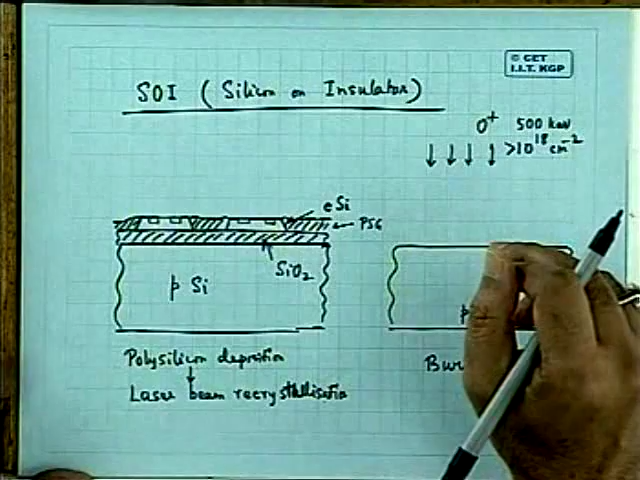 © CET
I.I.T. KGP
SOI (Silicon on Insulator)
O+ 500 keV
>10^18 cm^-2
eSi
PSG
SiO2
p Si
p
Polysilicon deposition
Laser beam recrystallisation